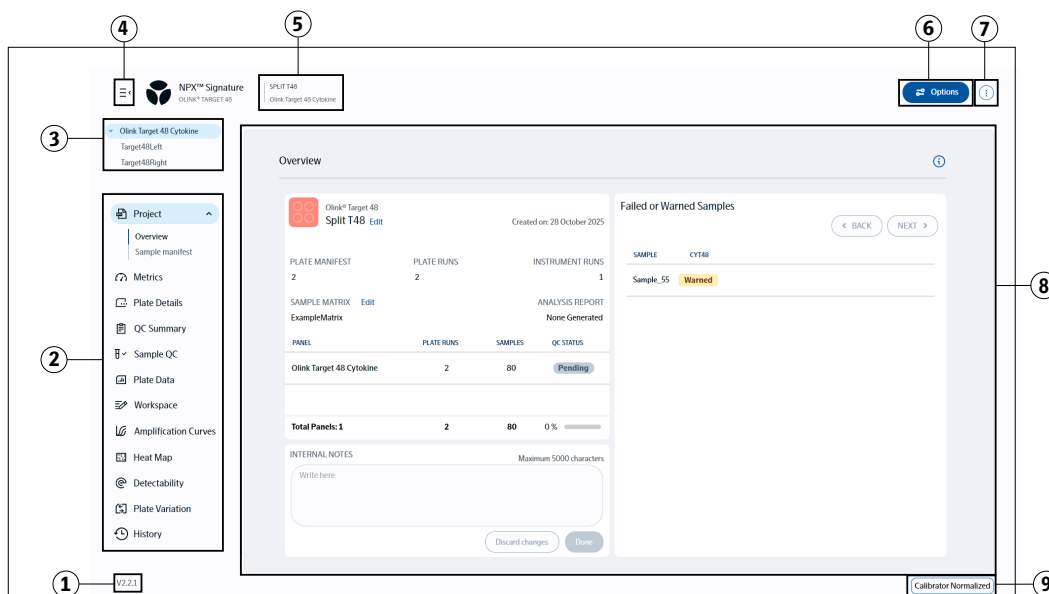 4
5
6
7
NPX™ Signature
OLINK® TARGET 48
SPLIT T48
Olink Target 48 Cytokine
Options
3
Olink Target 48 Cytokine
Target48Left
Target48Right
2
Project
Overview
Sample manifest
Metrics
Plate Details
QC Summary
Sample QC
Plate Data
Workspace
Amplification Curves
Heat Map
Detectability
Plate Variation
History
Overview
Olink® Target 48
Split T48 Edit
Created on: 28 October 2025
PLATE MANIFEST PLATE RUNS INSTRUMENT RUNS
2 2 1
SAMPLE MATRIX Edit ANALYSIS REPORT
ExampleMatrix None Generated
PANEL PLATE RUNS SAMPLES QC STATUS
Olink Target 48 Cytokine 2 80 Pending
Total Panels: 1 2 80 0 %
INTERNAL NOTES Maximum 5000 characters
Write here
Discard changes Done
Failed or Warned Samples
BACK NEXT
SAMPLE CYT48
Sample_55 Warned
8
1
V2.2.1
Calibrator Normalized
9